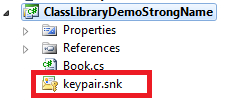 ClassLibraryDemoStrongName
Properties
References
Book.cs
keypair.snk